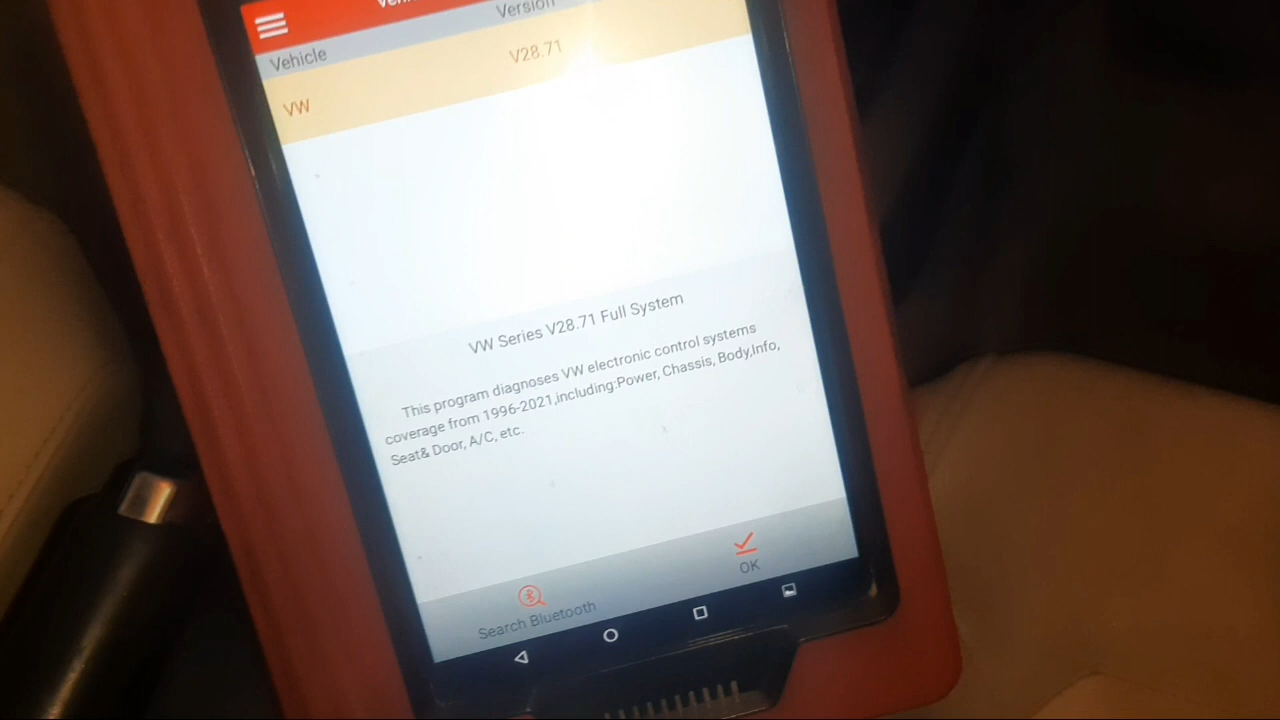 Version
Vehicle
V28.71
VW
VW Series V28.71 Full System
This program diagnoses VW electronic control systems
coverage from 1996-2021,including:Power, Chassis, Body,Info,
Seat& Door, A/C, etc.
OK
Search Bluetooth